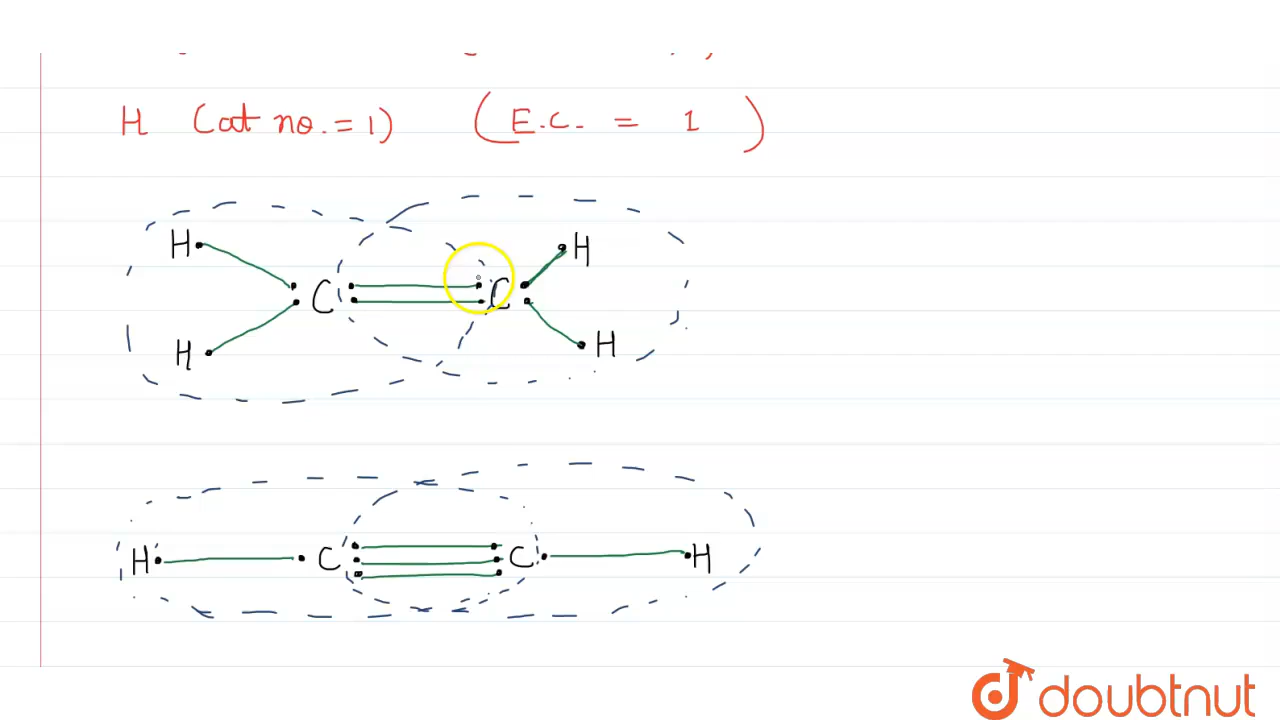 H (at no. = 1) (E.C. = 1 )
H H
C C
H H
H C C H
doubtnut